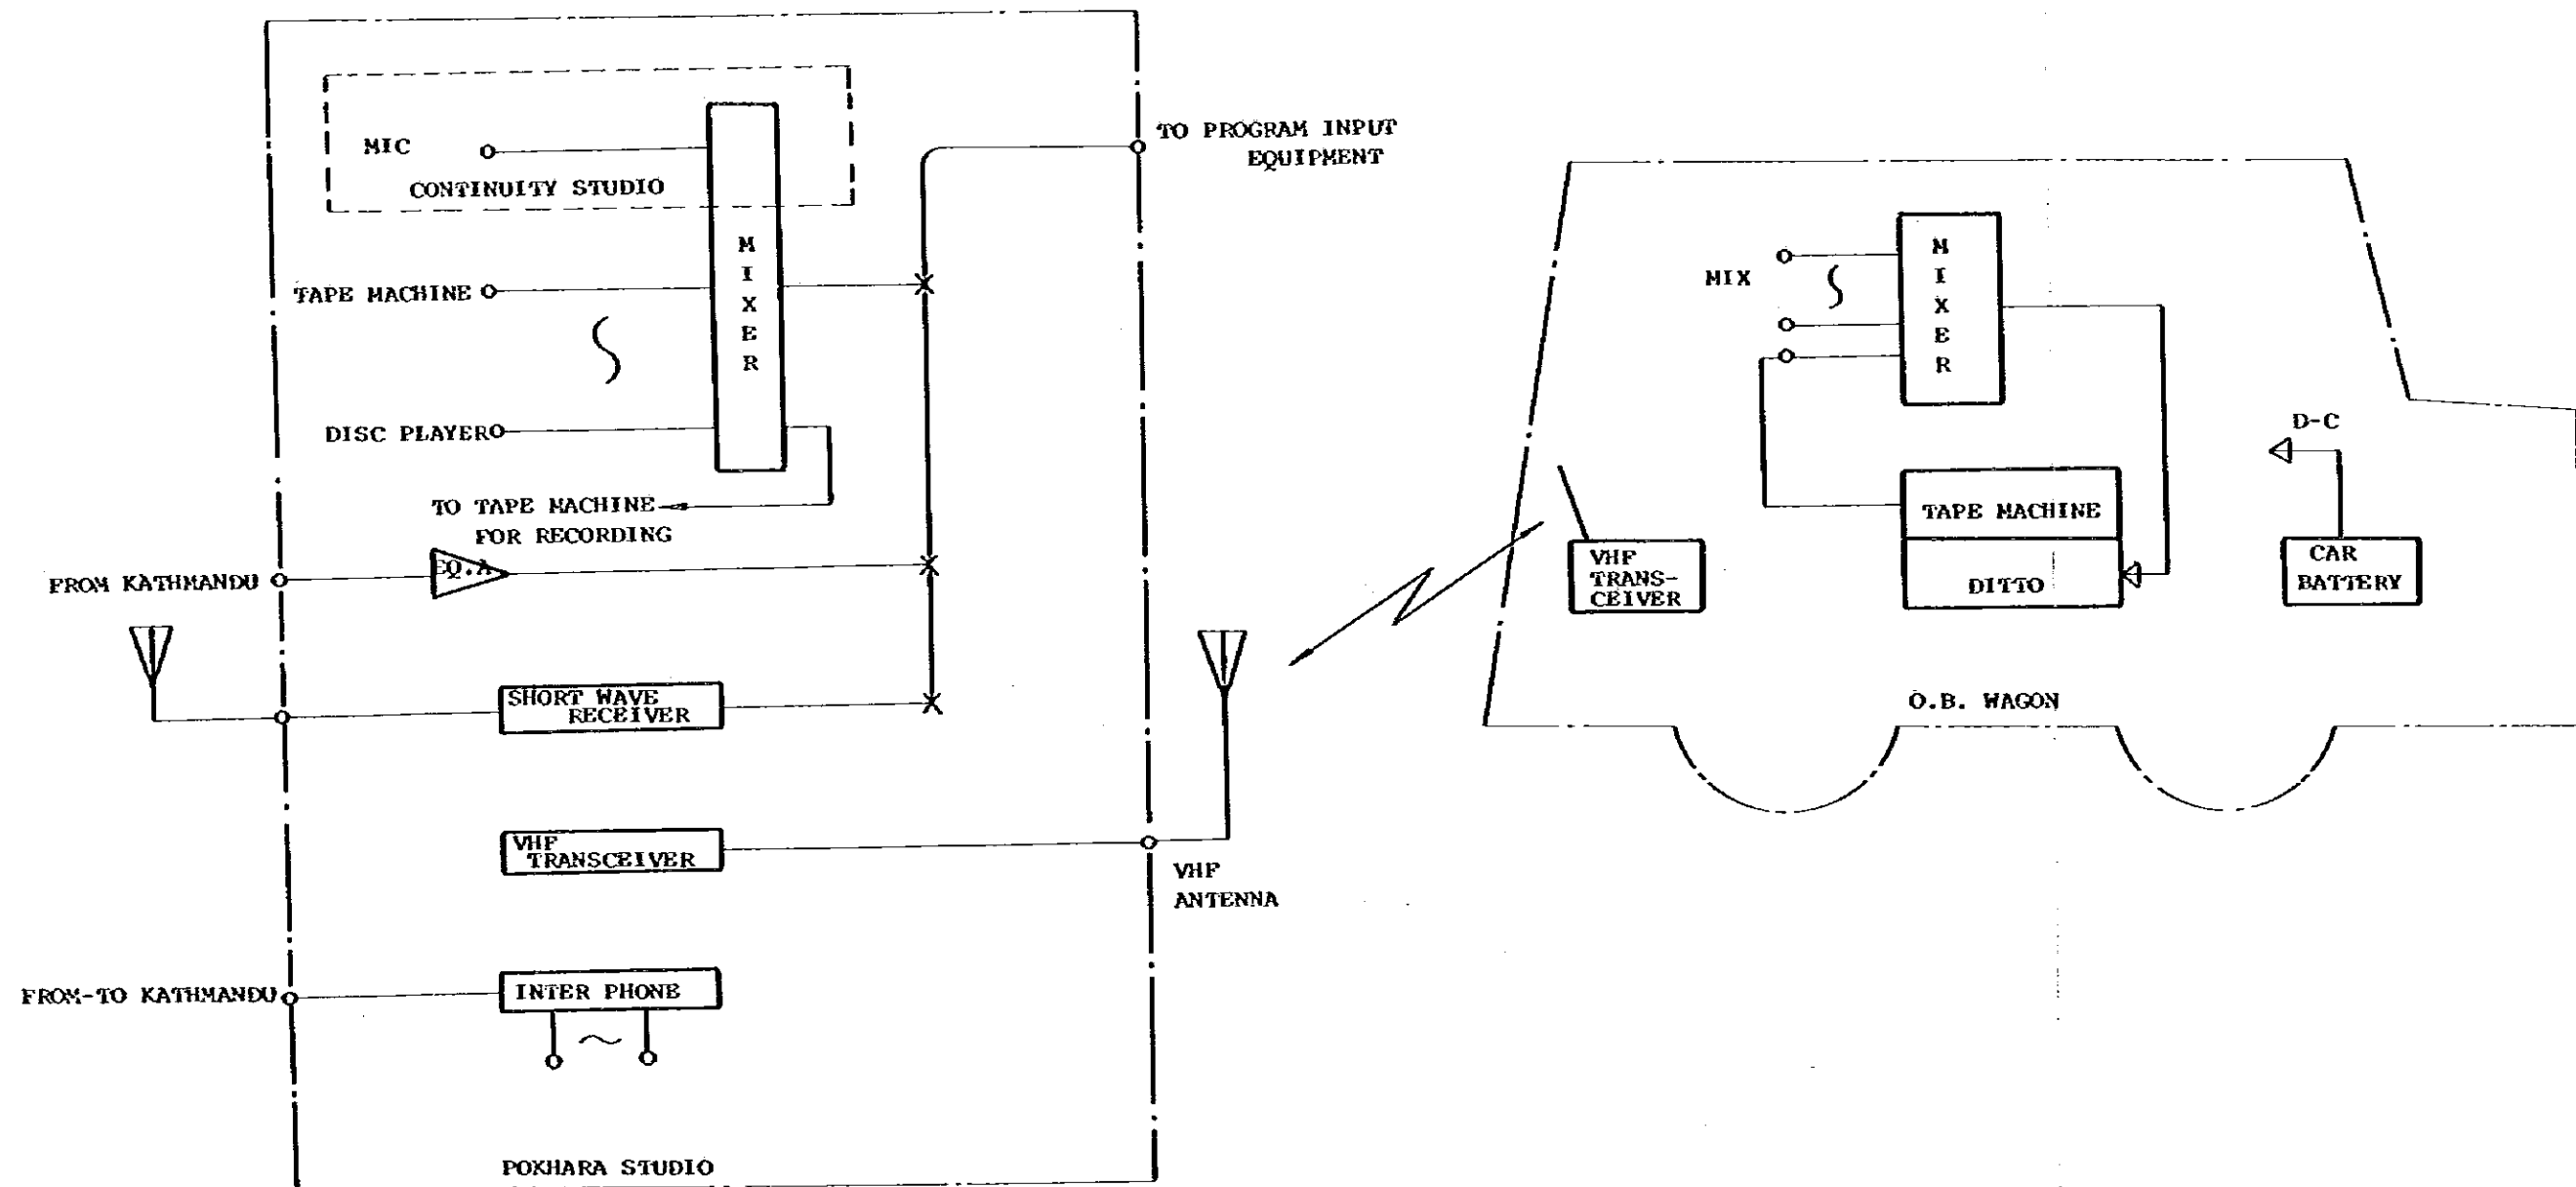 MIC
CONTINUITY STUDIO
MIXER
TAPE MACHINE
DISC PLAYER
TO TAPE MACHINE
FOR RECORDING
TO PROGRAM INPUT
EQUIPMENT
FROM KATHMANDU
EQ.A
SHORT WAVE
RECEIVER
VHF
TRANSCEIVER
VHF
ANTENNA
FROM-TO KATHMANDU
INTER PHONE
POKHARA STUDIO
MIX
MIXER
D-C
TAPE MACHINE
DITTO
VHF
TRANS-
CEIVER
CAR
BATTERY
O.B. WAGON